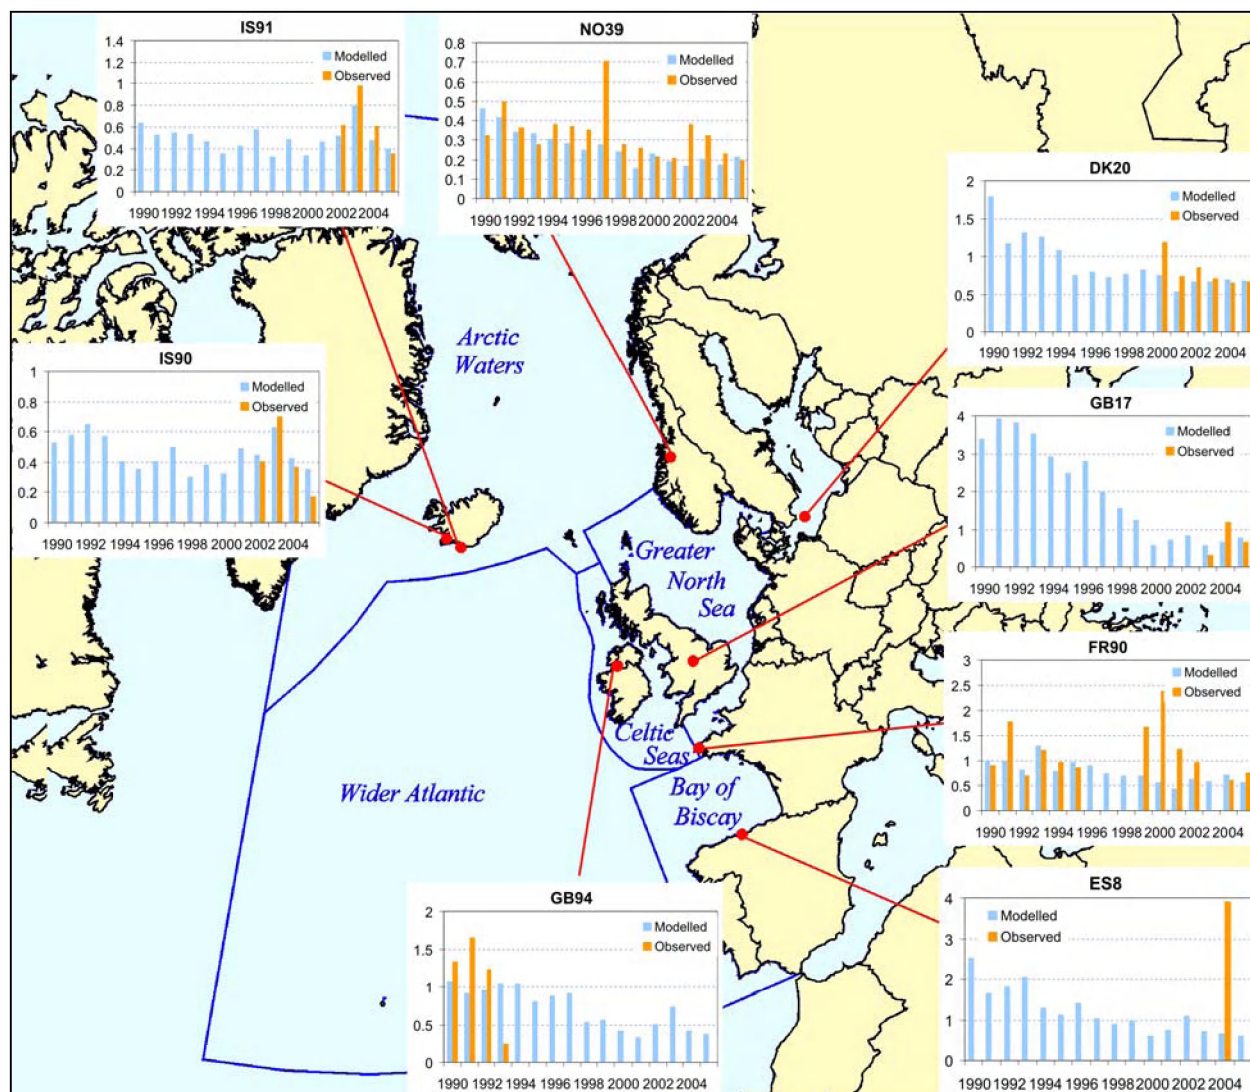 IS91
1.4
1.2
1
0.8
0.6
0.4
0.2
0
Modelled
Observed
1990 1992 1994 1996 1998 2000 2002 2004
NO39
0.8
0.7
0.6
0.5
0.4
0.3
0.2
0.1
0
Modelled
Observed
1990 1992 1994 1996 1998 2000 2002 2004
DK20
2
1.5
1
0.5
0
Modelled
Observed
1990 1992 1994 1996 1998 2000 2002 2004
Arctic
Waters
IS90
1
0.8
0.6
0.4
0.2
0
Modelled
Observed
1990 1992 1994 1996 1998 2000 2002 2004
GB17
4
3
2
1
0
Modelled
Observed
1990 1992 1994 1996 1998 2000 2002 2004
Greater
North
Sea
FR90
3
2.5
2
1.5
1
0.5
0
Modelled
Observed
1990 1992 1994 1996 1998 2000 2002 2004
Celtic
Seas
Wider Atlantic
Bay of
Biscay
GB94
2
1.5
1
0.5
0
Modelled
Observed
1990 1992 1994 1996 1998 2000 2002 2004
ES8
4
3
2
1
0
Modelled
Observed
1990 1992 1994 1996 1998 2000 2002 2004